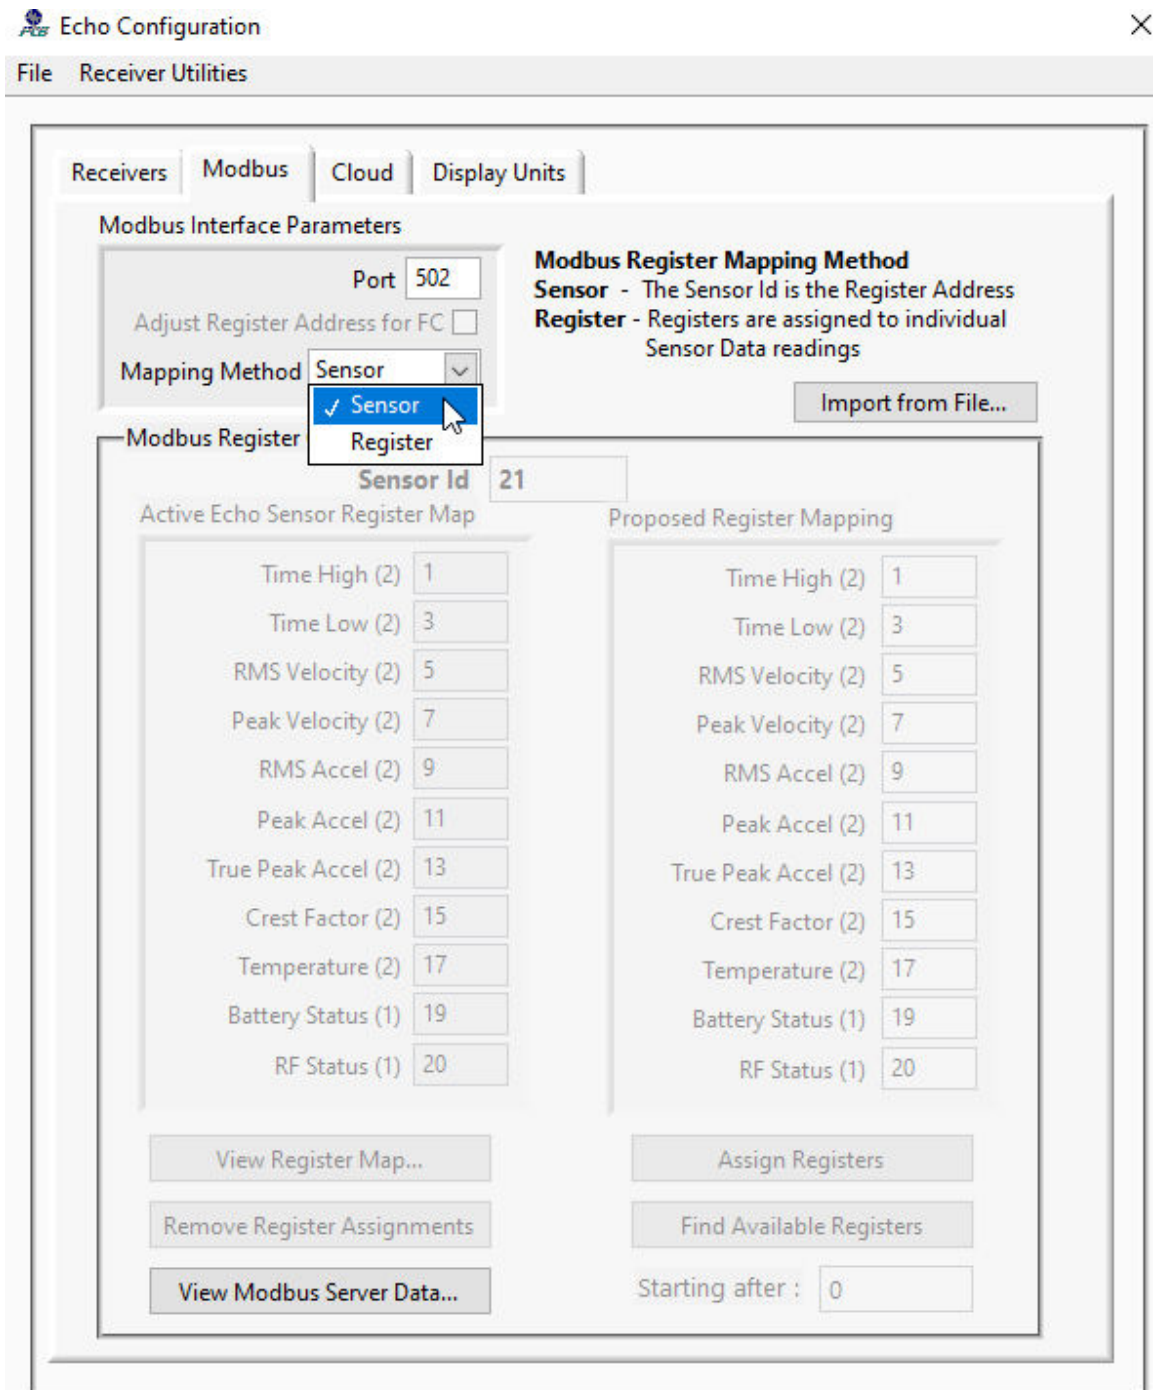 Echo Configuration
File Receiver Utilities
Receivers Modbus Cloud Display Units
Modbus Interface Parameters
Port 502
Adjust Register Address for FC
Mapping Method Sensor
Sensor
Register
Modbus Register Mapping Method
Sensor - The Sensor Id is the Register Address
Register - Registers are assigned to individual
Sensor Data readings
Import from File...
Modbus Register
Sensor Id 21
Active Echo Sensor Register Map
Time High (2) 1
Time Low (2) 3
RMS Velocity (2) 5
Peak Velocity (2) 7
RMS Accel (2) 9
Peak Accel (2) 11
True Peak Accel (2) 13
Crest Factor (2) 15
Temperature (2) 17
Battery Status (1) 19
RF Status (1) 20
View Register Map...
Remove Register Assignments
View Modbus Server Data...
Proposed Register Mapping
Time High (2) 1
Time Low (2) 3
RMS Velocity (2) 5
Peak Velocity (2) 7
RMS Accel (2) 9
Peak Accel (2) 11
True Peak Accel (2) 13
Crest Factor (2) 15
Temperature (2) 17
Battery Status (1) 19
RF Status (1) 20
Assign Registers
Find Available Registers
Starting after : 0